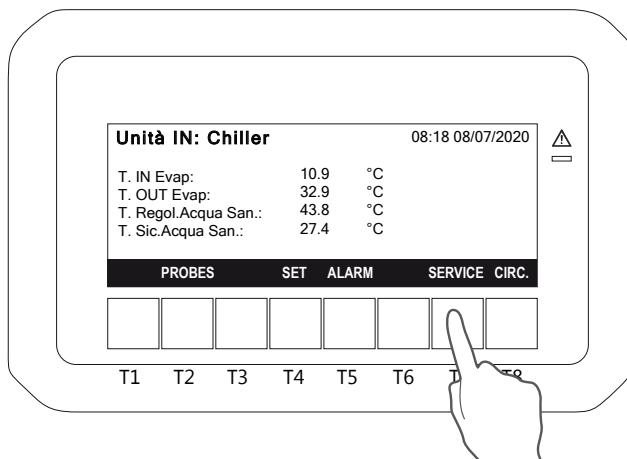 Unità IN: Chiller 08:18 08/07/2020
T. IN Evap: 10.9 °C
T. OUT Evap: 32.9 °C
T. Regol.Acqua San.: 43.8 °C
T. Sic.Acqua San.: 27.4 °C
PROBES SET ALARM SERVICE CIRC.
T1 T2 T3 T4 T5 T6